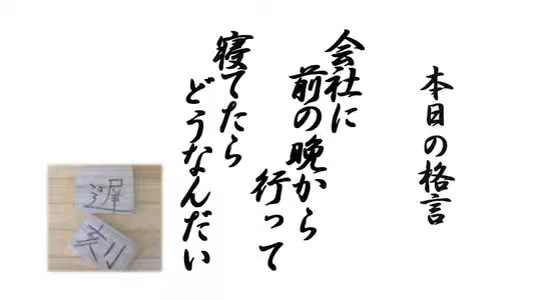 本日の格言
会社に
前の晩から
行って
寝てたら
どうなんだい
遅
刻